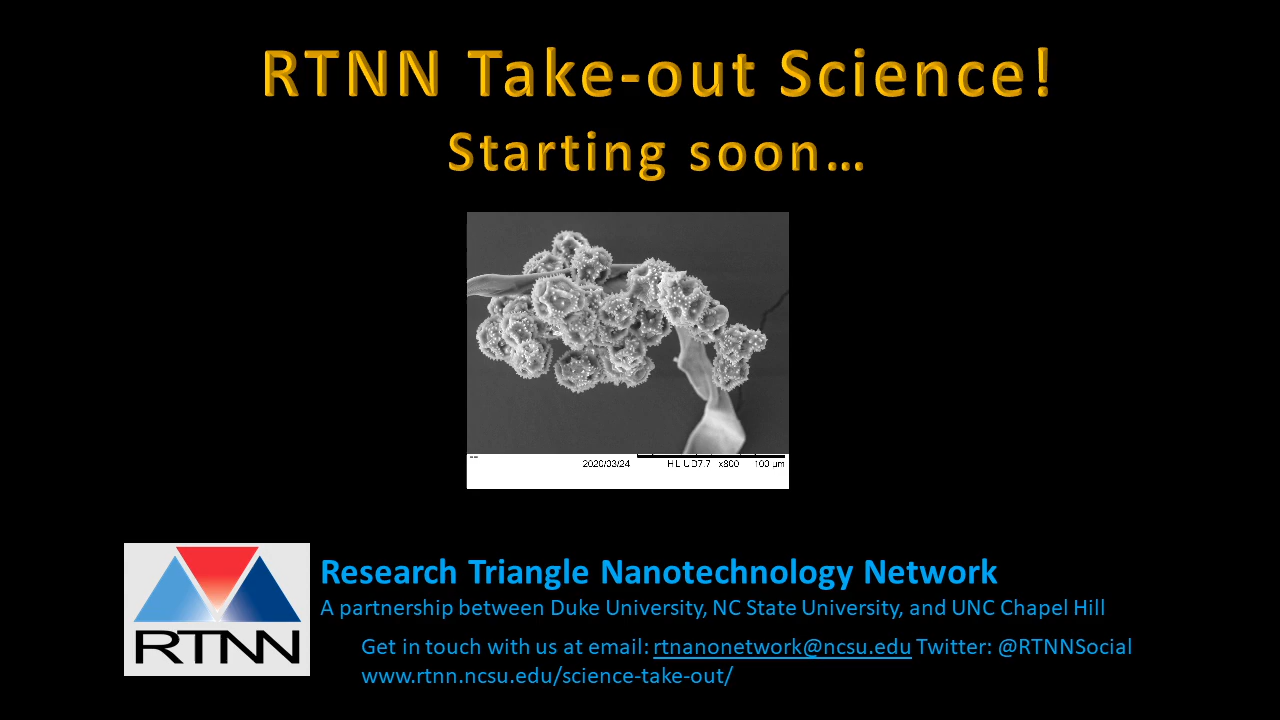 RTNN Take-out Science!
Starting soon…
2020/03/24 x800 100 um
RTNN
Research Triangle Nanotechnology Network
A partnership between Duke University, NC State University, and UNC Chapel Hill
Get in touch with us at email: rtnanonetwork@ncsu.edu Twitter: @RTNNSocial
www.rtnn.ncsu.edu/science-take-out/